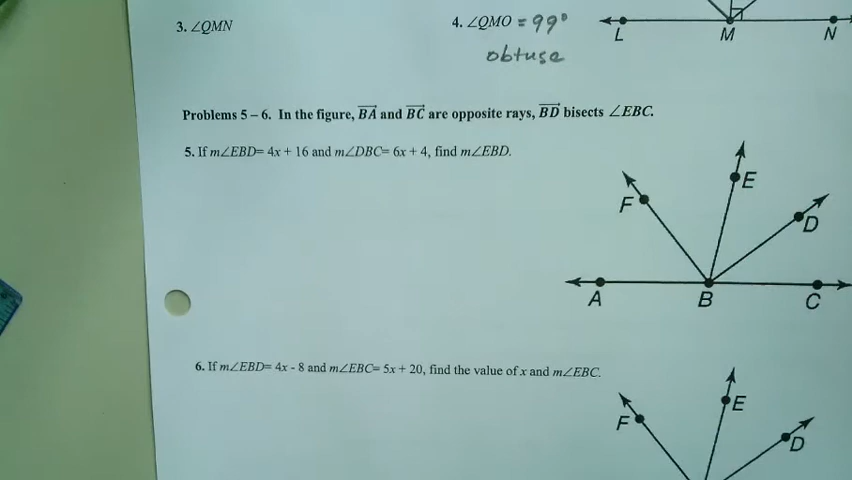 3. ∠QMN
4. ∠QMO = 99°
obtuse
L M N
Problems 5 – 6. In the figure, BA and BC are opposite rays, BD bisects ∠EBC.
5. If m∠EBD= 4x + 16 and m∠DBC= 6x + 4, find m∠EBD.
E
F
D
A B C
6. If m∠EBD= 4x - 8 and m∠EBC= 5x + 20, find the value of x and m∠EBC.
E
F
D